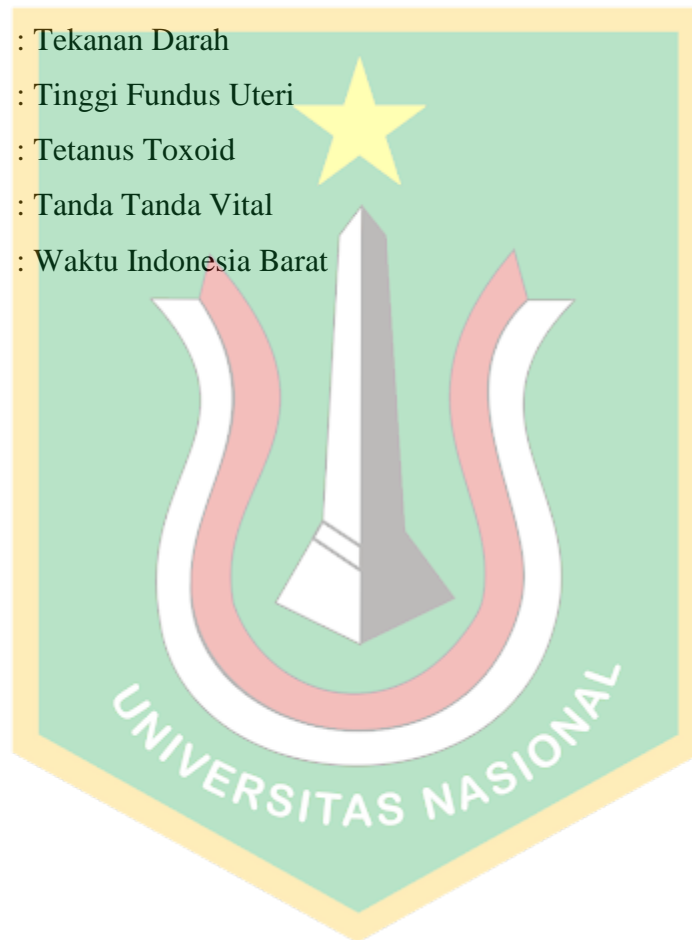 : Tekanan Darah
: Tinggi Fundus Uteri
: Tetanus Toxoid
: Tanda Tanda Vital
: Waktu Indonesia Barat
UNIVERSITAS NASIONAL